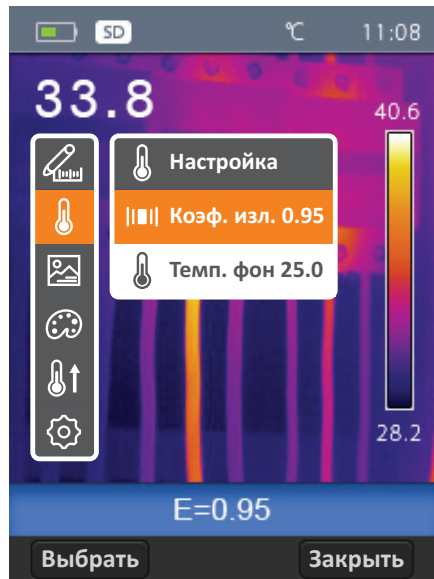 SD °C 11:08
33.8
40.6
Настройка
Коэф. изл. 0.95
Темп. фон 25.0
28.2
E=0.95
Выбрать Закрыть